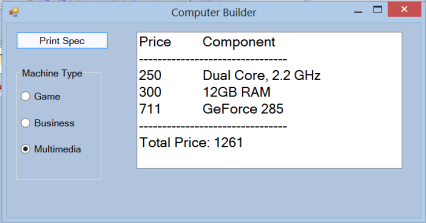 Computer Builder
Print Spec
Machine Type
Game
Business
Multimedia
Price Component
--------------------------------
250 Dual Core, 2.2 GHz
300 12GB RAM
711 GeForce 285
--------------------------------
Total Price: 1261